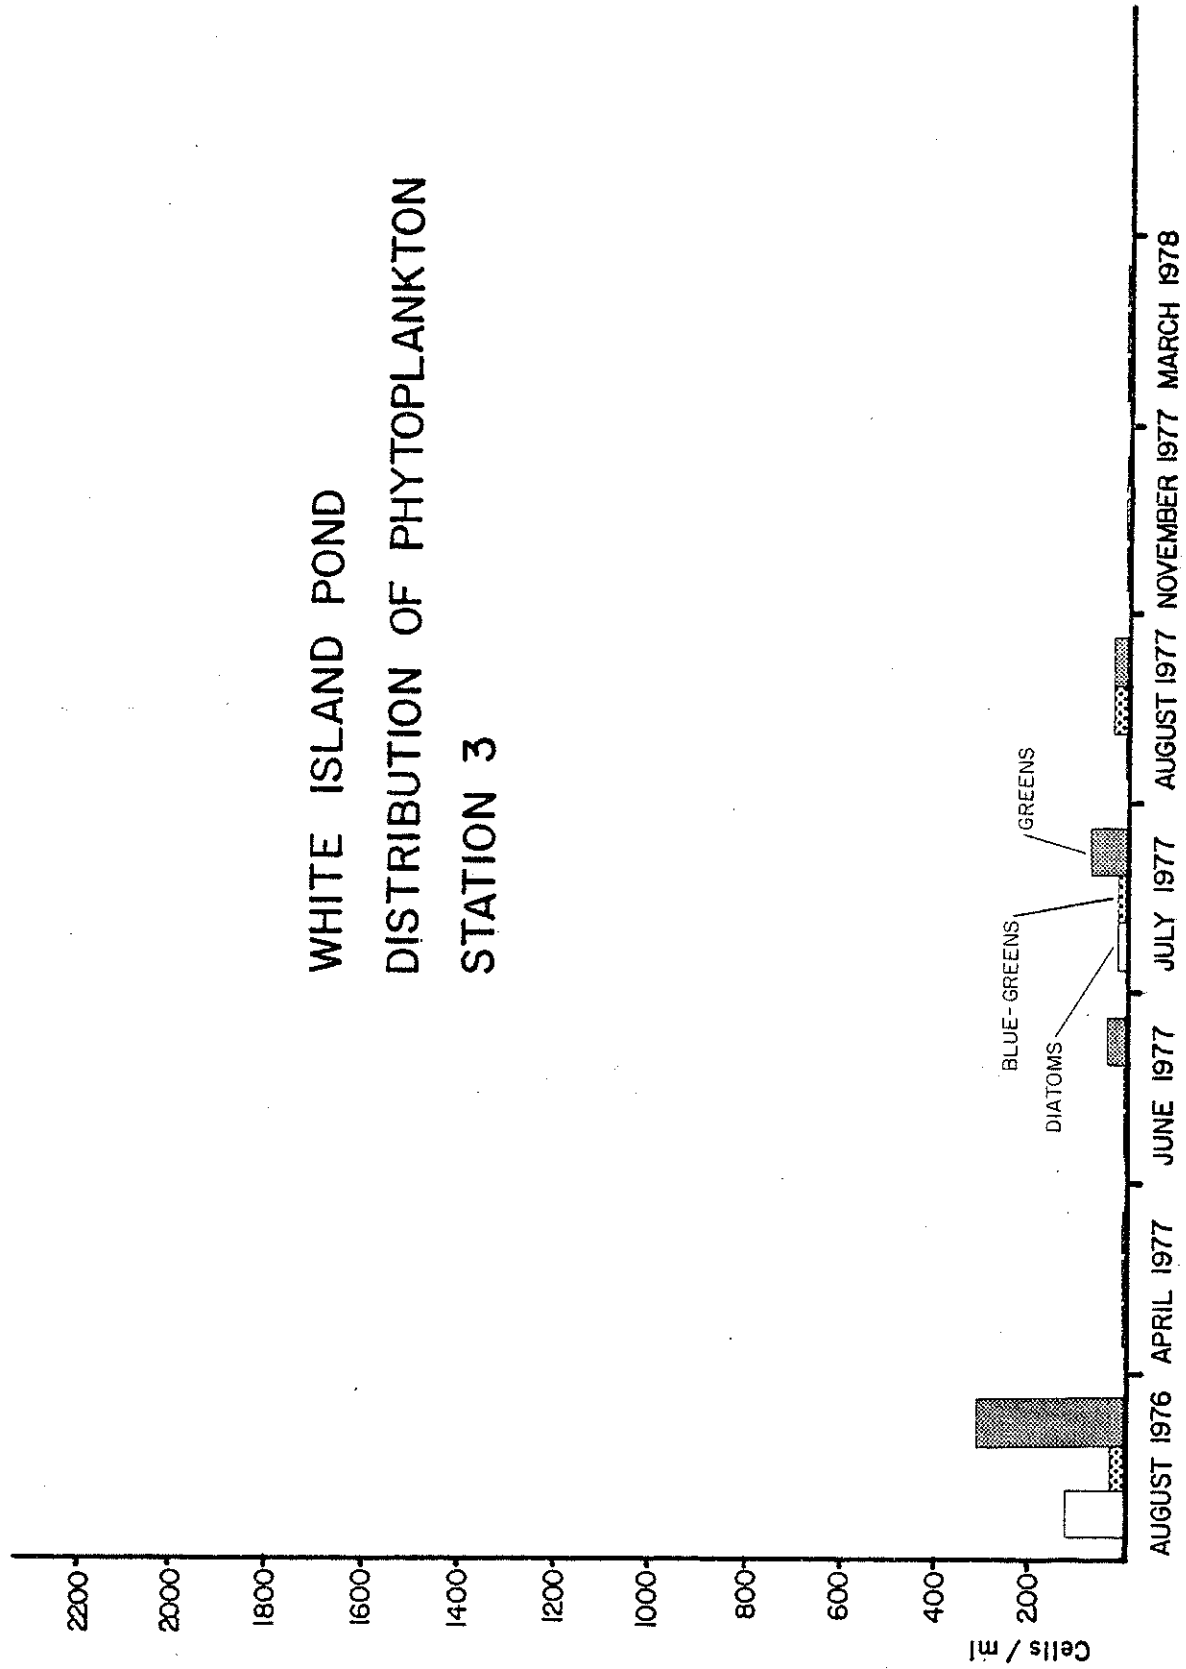 WHITE ISLAND POND
DISTRIBUTION OF PHYTOPLANKTON
STATION 3
Cells / ml
2200
2000
1800
1600
1400
1200
1000
800
600
400
200
DIATOMS
BLUE-GREENS
GREENS
AUGUST 1976 APRIL 1977 JUNE 1977 JULY 1977 AUGUST 1977 NOVEMBER 1977 MARCH 1978